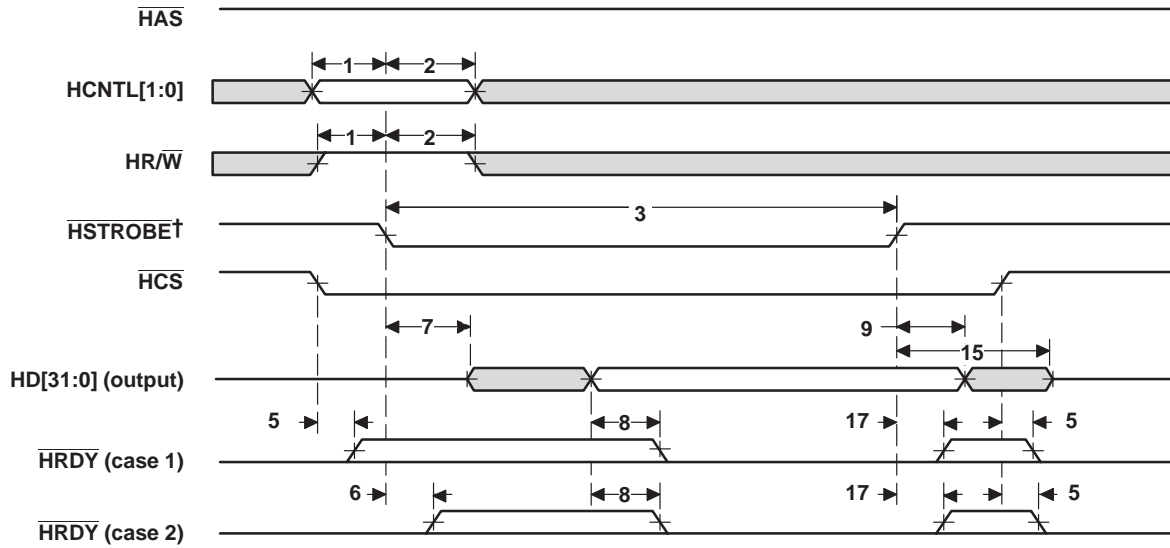 HAS
1 2
HCNTL[1:0]
1 2
HR/W
3
HSTROBE†
HCS
7 9
15
HD[31:0] (output)
5 8 17 5
HRDY (case 1)
6 8 17 5
HRDY (case 2)